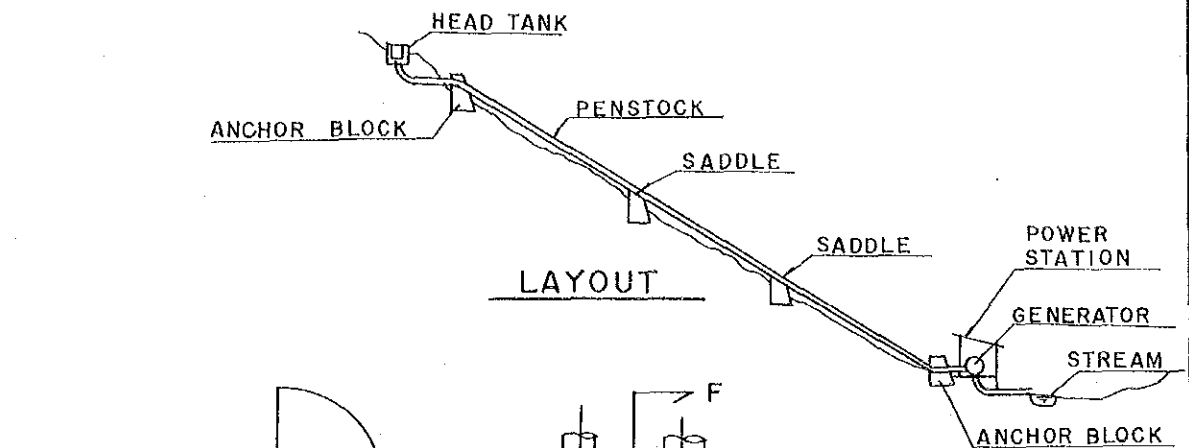 HEAD TANK
ANCHOR BLOCK
PENSTOCK
SADDLE
SADDLE
LAYOUT
POWER
STATION
GENERATOR
STREAM
ANCHOR BLOCK
F